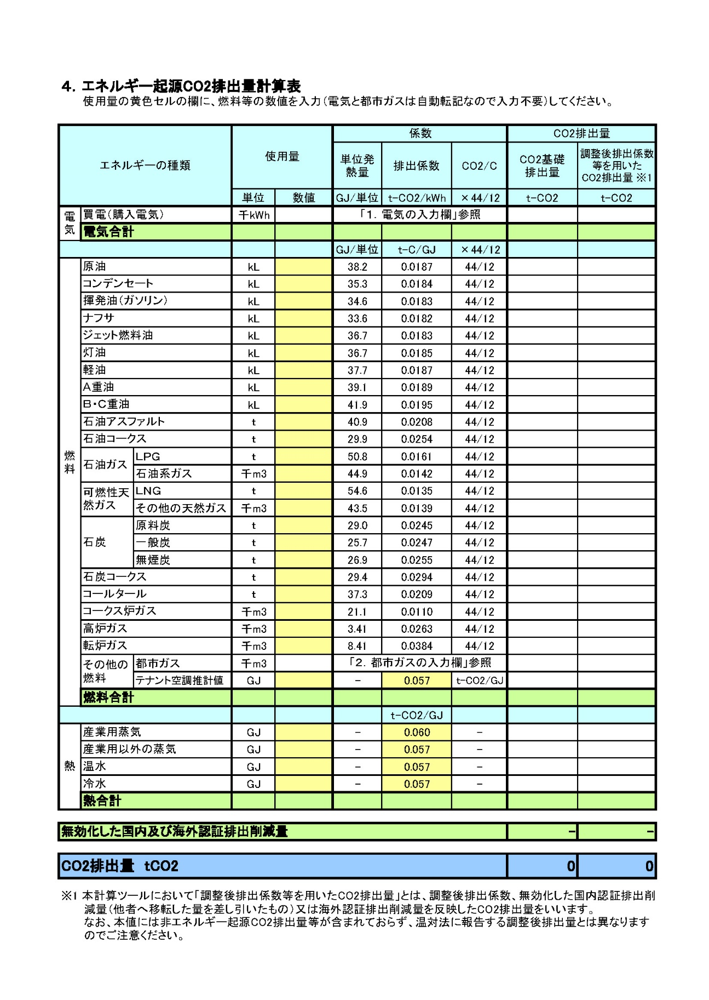 4．エネルギー起源CO2排出量計算表
使用量の黄色セルの欄に、燃料等の数値を入力（電気と都市ガスは自動転記なので入力不要）してください。
エネルギーの種類 使用量 係数 CO2排出量
単位発熱量 排出係数 CO2/C CO2基礎排出量 調整後排出係数等を用いたCO2排出量 ※1
単位 数値 GJ/単位 t-CO2/kWh ×44/12 t-CO2 t-CO2
電気 買電（購入電気） 千kWh 「1．電気の入力欄」参照
電気合計
GJ/単位 t-C/GJ ×44/12
燃料
原油 kL 38.2 0.0187 44/12
コンデンセート kL 35.3 0.0184 44/12
揮発油（ガソリン） kL 34.6 0.0183 44/12
ナフサ kL 33.6 0.0182 44/12
ジェット燃料油 kL 36.7 0.0183 44/12
灯油 kL 36.7 0.0185 44/12
軽油 kL 37.7 0.0187 44/12
A重油 kL 39.1 0.0189 44/12
B・C重油 kL 41.9 0.0195 44/12
石油アスファルト t 40.9 0.0208 44/12
石油コークス t 29.9 0.0254 44/12
石油ガス LPG t 50.8 0.0161 44/12
石油系ガス 千m3 44.9 0.0142 44/12
可燃性天然ガス LNG t 54.6 0.0135 44/12
その他の天然ガス 千m3 43.5 0.0139 44/12
石炭 原料炭 t 29.0 0.0245 44/12
一般炭 t 25.7 0.0247 44/12
無煙炭 t 26.9 0.0255 44/12
石炭コークス t 29.4 0.0294 44/12
コールタール t 37.3 0.0209 44/12
コークス炉ガス 千m3 21.1 0.0110 44/12
高炉ガス 千m3 3.41 0.0263 44/12
転炉ガス 千m3 8.41 0.0384 44/12
その他の燃料 都市ガス 千m3 「2．都市ガスの入力欄」参照
テナント空調推計値 GJ － 0.057 t-CO2/GJ
燃料合計
t-CO2/GJ
熱
産業用蒸気 GJ － 0.060 －
産業用以外の蒸気 GJ － 0.057 －
温水 GJ － 0.057 －
冷水 GJ － 0.057 －
熱合計
無効化した国内及び海外認証排出削減量 － －
CO2排出量 tCO2 0 0
※1 本計算ツールにおいて「調整後排出係数等を用いたCO2排出量」とは、調整後排出係数、無効化した国内認証排出削
減量（他者へ移転した量を差し引いたもの）又は海外認証排出削減量を反映したCO2排出量をいいます。
なお、本値には非エネルギー起源CO2排出量等が含まれておらず、温対法に報告する調整後排出量とは異なります
のでご注意ください。